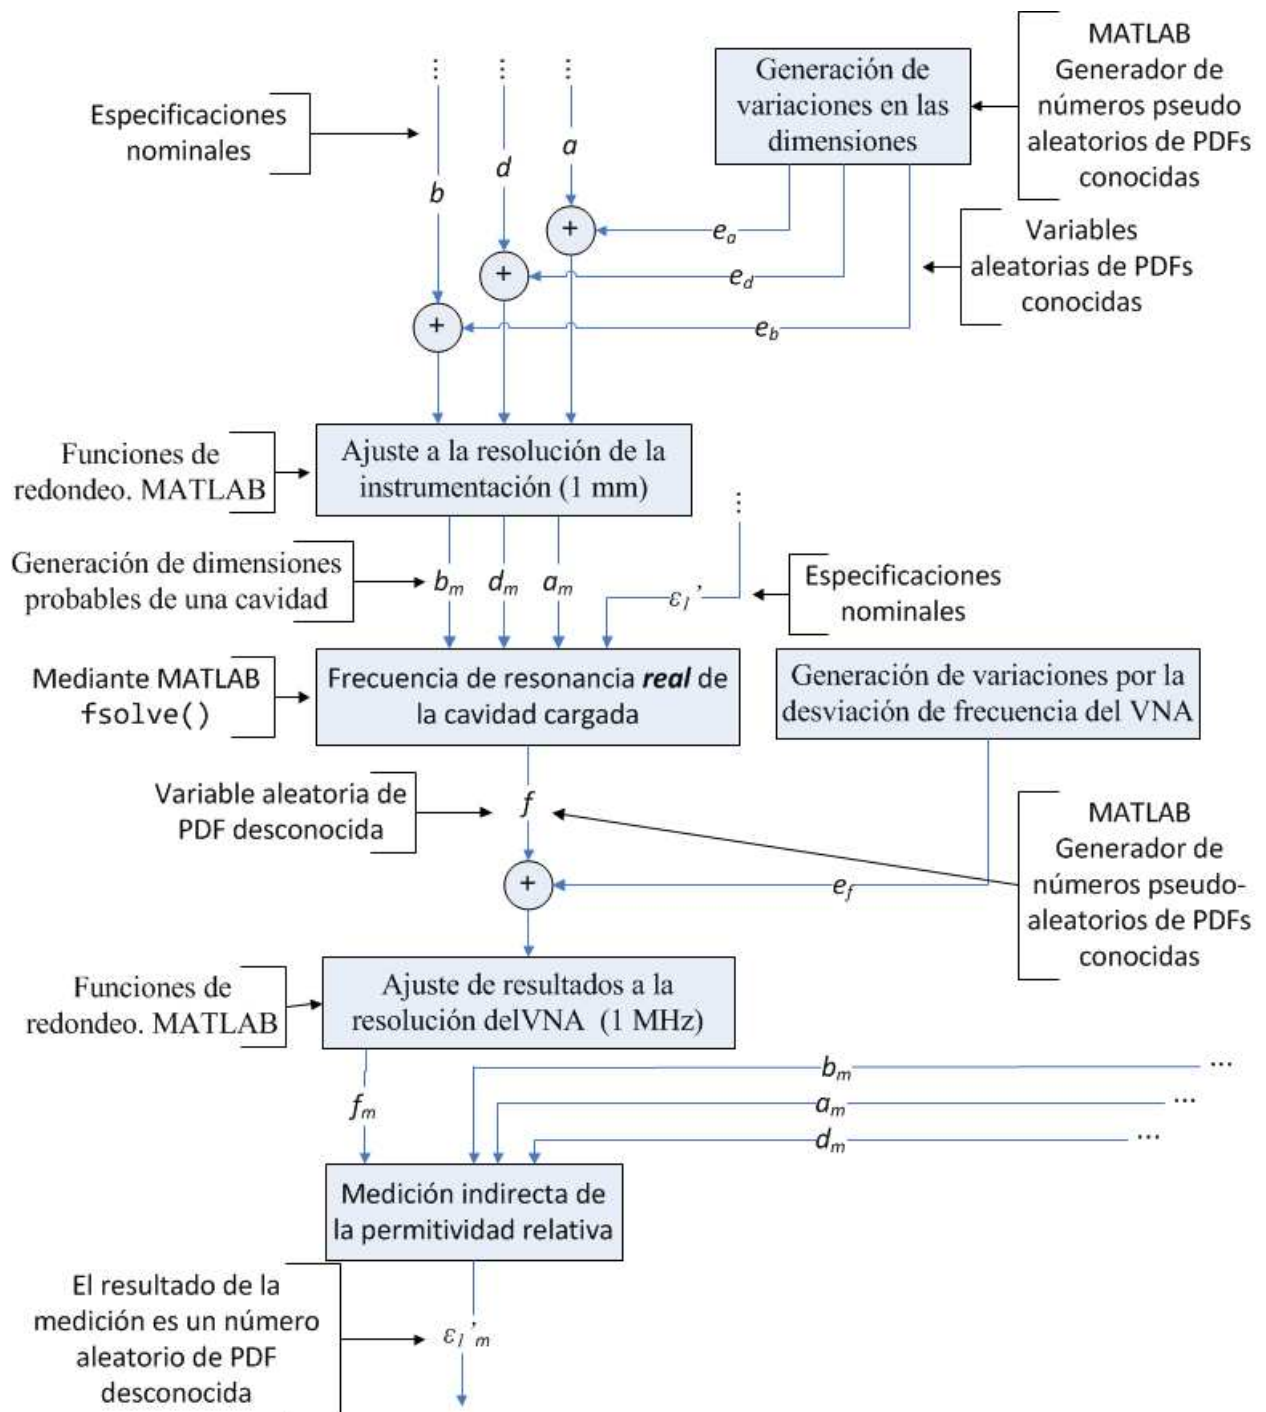 MATLAB
Generador de
números pseudo
aleatorios de PDFs
conocidas
Generación de
variaciones en las
dimensiones
Especificaciones
nominales
⋮
⋮
⋮
a
d
b
+
e_a
Variables
aleatorias de PDFs
conocidas
+
e_d
+
e_b
Funciones de
redondeo. MATLAB
Ajuste a la resolución de la
instrumentación (1 mm)
⋮
Generación de dimensiones
probables de una cavidad
b_m
d_m
a_m
ε_l'
Especificaciones
nominales
Mediante MATLAB
fsolve()
Frecuencia de resonancia real de
la cavidad cargada
Generación de variaciones por la
desviación de frecuencia del VNA
Variable aleatoria de
PDF desconocida
f
MATLAB
Generador de
números pseudo-
aleatorios de PDFs
conocidas
+
e_f
Funciones de
redondeo. MATLAB
Ajuste de resultados a la
resolución delVNA (1 MHz)
f_m
b_m ...
a_m ...
d_m ...
Medición indirecta de
la permitividad relativa
El resultado de la
medición es un número
aleatorio de PDF
desconocida
ε_l'_m